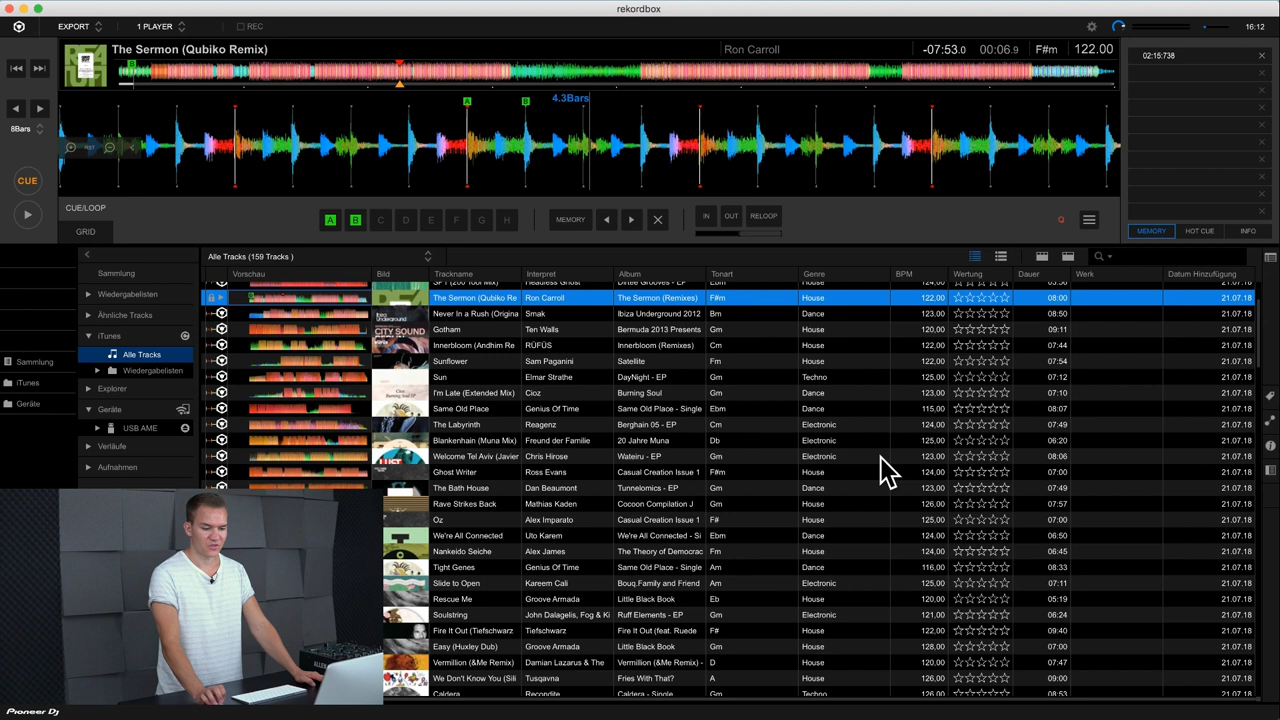 rekordbox
EXPORT 1 PLAYER REC 16:12
The Sermon (Qubiko Remix) Ron Carroll -07:53.0 00:06.9 F#m 122.00
B
A B 4.3Bars
8Bars RST
CUE
CUE/LOOP
GRID
A B C D E F G H MEMORY IN OUT RELOOP Q
02:15:738
MEMORY HOT CUE INFO
Sammlung
iTunes
Geräte
Sammlung
Wiedergabelisten
Ähnliche Tracks
iTunes
Alle Tracks
Wiedergabelisten
Explorer
Geräte
USB AME
Verläufe
Aufnahmen
Alle Tracks (159 Tracks )
Vorschau Bild Trackname Interpret Album Tonart Genre BPM Wertung Dauer Werk Datum Hinzufügung
The Sermon (Qubiko Re Ron Carroll The Sermon (Remixes) F#m House 122,00 08:00 21.07.18
Never In a Rush (Origina Smak Ibiza Underground 2012 Bm Dance 123,00 08:50 21.07.18
Gotham Ten Walls Bermuda 2013 Presents Gm House 120,00 09:11 21.07.18
Innerbloom (Andhim Re RÜFÜS Innerbloom (Remixes) Cm House 122,00 07:44 21.07.18
Sunflower Sam Paganini Satellite Fm House 122,00 07:54 21.07.18
Sun Elmar Strathe DayNight - EP Gm Techno 125,00 07:12 21.07.18
I'm Late (Extended Mix) Cioz Burning Soul Gm Dance 123,00 07:10 21.07.18
Same Old Place Genius Of Time Same Old Place - Single Ebm Dance 115,00 08:07 21.07.18
The Labyrinth Reagenz Berghain 05 - EP Cm Electronic 124,00 07:49 21.07.18
Blankenhain (Muna Mix) Freund der Familie 20 Jahre Muna Db Electronic 125,00 06:20 21.07.18
Welcome Tel Aviv (Javier Chris Hirose Wateiru - EP Gm Electronic 123,00 08:06 21.07.18
Ghost Writer Ross Evans Casual Creation Issue 1 F#m House 124,00 07:00 21.07.18
The Bath House Dan Beaumont Tunnelomics - EP Gm Dance 123,00 07:49 21.07.18
Rave Strikes Back Mathias Kaden Cocoon Compilation J Gm House 126,00 07:57 21.07.18
Oz Alex Imparato Casual Creation Issue 1 F# House 125,00 07:00 21.07.18
We're All Connected Uto Karem We're All Connected - Si Ebm Dance 124,00 06:50 21.07.18
Nankeido Seiche Alex James The Theory of Democrac Fm House 124,00 06:45 21.07.18
Tight Genes Genius Of Time Same Old Place - Single Am Dance 116,00 08:33 21.07.18
Slide to Open Kareem Cali Bouq.Family and Friend Am Electronic 125,00 07:11 21.07.18
Rescue Me Groove Armada Little Black Book Eb House 120,00 05:19 21.07.18
Soulstring John Dalagelis, Fog & Ki Ruff Elements - EP Gm Electronic 121,00 06:24 21.07.18
Fire It Out (Tiefschwarz Tiefschwarz Fire It Out (feat. Ruede F# House 122,00 09:40 21.07.18
Easy (Huxley Dub) Groove Armada Little Black Book Gm House 128,00 07:00 21.07.18
Vermillion (&Me Remix) Damian Lazarus & The Vermillion (&Me Remix) - D House 120,00 07:47 21.07.18
We Don't Know You (Sili Tusqavna Fries With That? A House 126,00 09:00 21.07.18
Caldera Recondite Caldera - Single Gm Techno 126,00 08:53 21.07.18
Pioneer Dj